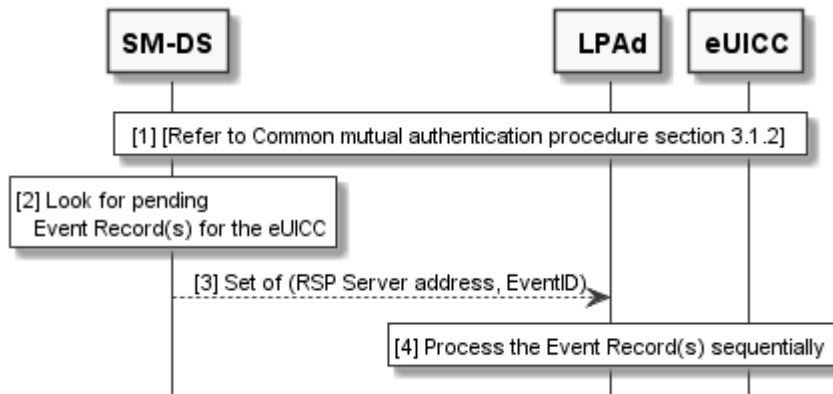 SM-DS
LPAd
eUICC
[1] [Refer to Common mutual authentication procedure section 3.1.2]
[2] Look for pending
Event Record(s) for the eUICC
[3] Set of (RSP Server address, EventID)
[4] Process the Event Record(s) sequentially